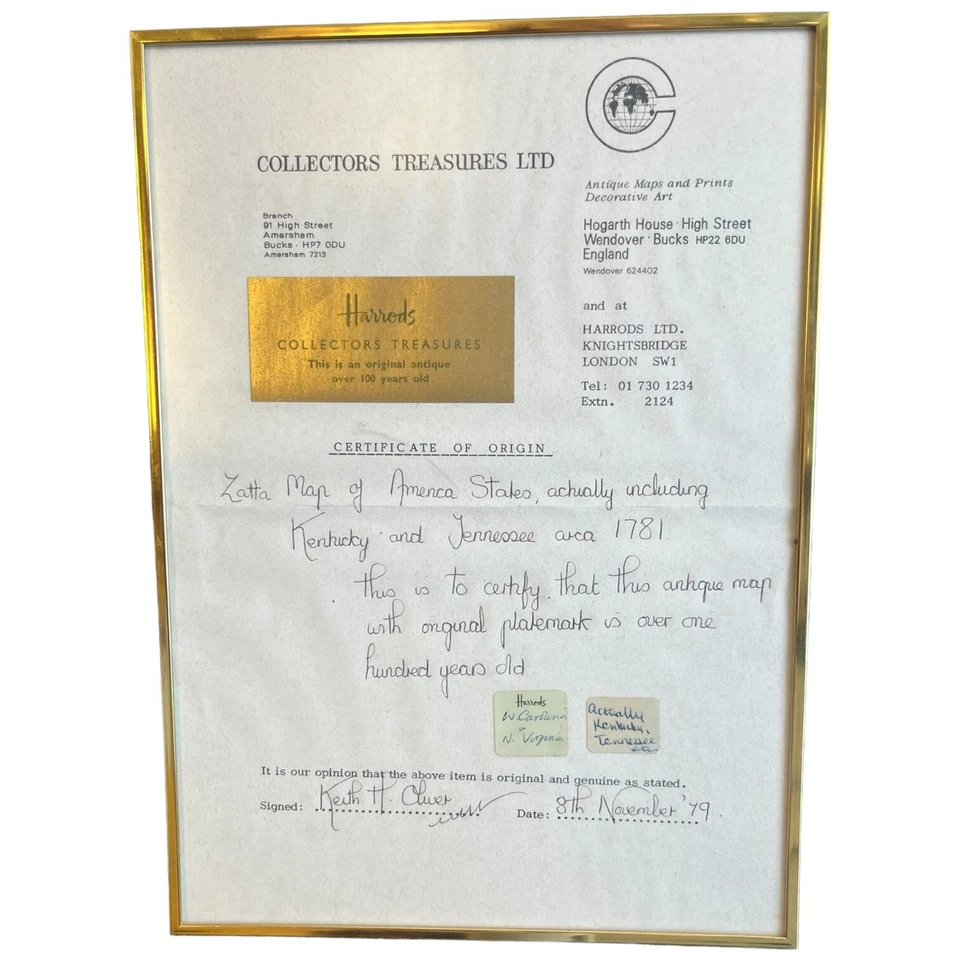 COLLECTORS TREASURES LTD
Antique Maps and Prints
Decorative Art
Branch
91 High Street
Amersham
Bucks · HP7 0DU
Amersham 7213
Hogarth House · High Street
Wendover · Bucks HP22 6DU
England
Wendover 624402
and at
HARRODS LTD.
KNIGHTSBRIDGE
LONDON SW1
Tel: 01 730 1234
Extn. 2124
Harrods
COLLECTORS TREASURES
This is an original antique
over 100 years old
CERTIFICATE OF ORIGIN
Zatta Map of America States, actually including
Kentucky and Tennessee circa 1781
this is to certify that this antique map
with original platemark is over one
hundred years old
Harrods
W Carolina
&
N. Virginia
Actually
Kentucky,
Tennessee
etc
It is our opinion that the above item is original and genuine as stated.
Signed: Keith H. Oliver
Date: 8th November '79